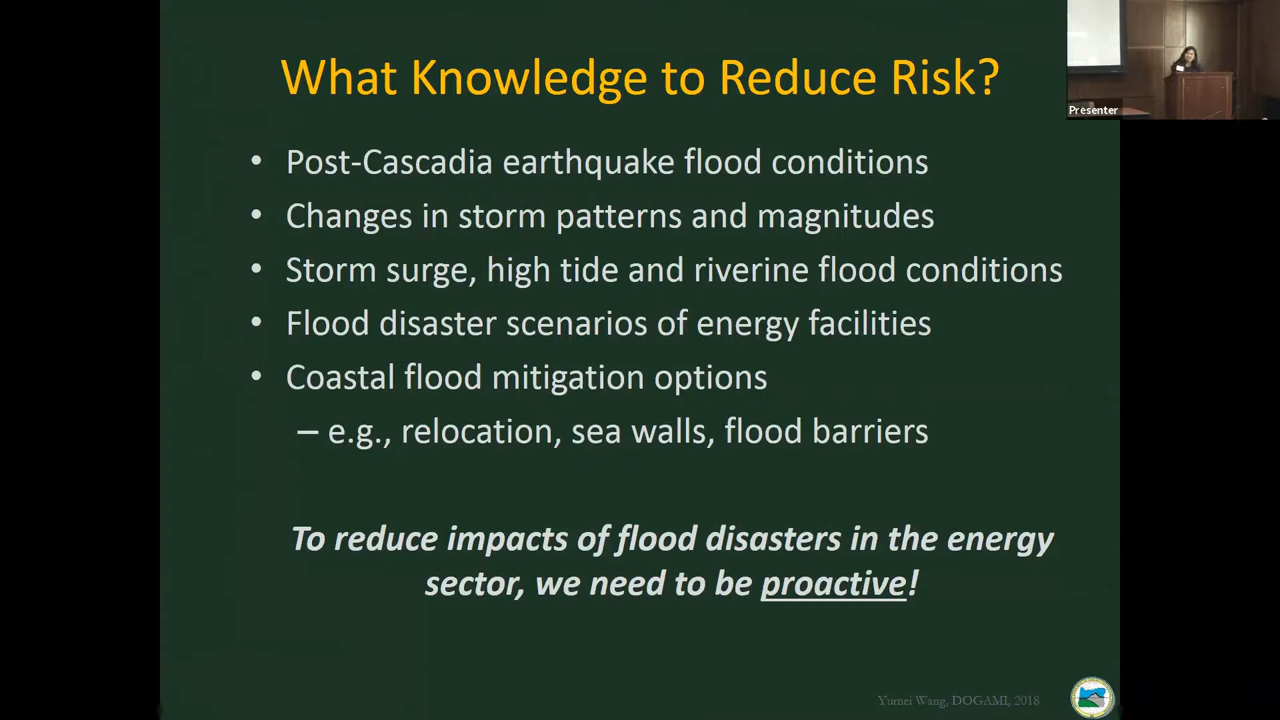 What Knowledge to Reduce Risk?
Presenter
• Post-Cascadia earthquake flood conditions
• Changes in storm patterns and magnitudes
• Storm surge, high tide and riverine flood conditions
• Flood disaster scenarios of energy facilities
• Coastal flood mitigation options
– e.g., relocation, sea walls, flood barriers
To reduce impacts of flood disasters in the energy
sector, we need to be proactive!
Yumei Wang, DOGAMI, 2018